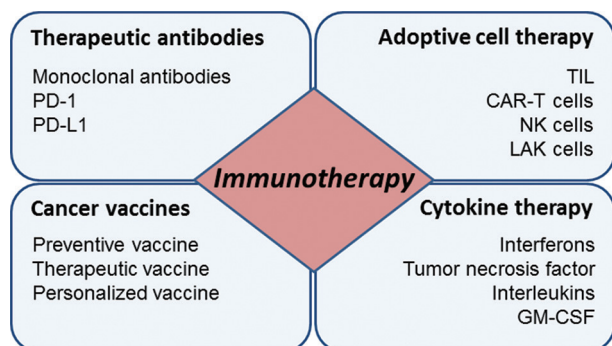 Therapeutic antibodies
Monoclonal antibodies
PD-1
PD-L1
Adoptive cell therapy
TIL
CAR-T cells
NK cells
LAK cells
Immunotherapy
Cancer vaccines
Preventive vaccine
Therapeutic vaccine
Personalized vaccine
Cytokine therapy
Interferons
Tumor necrosis factor
Interleukins
GM-CSF